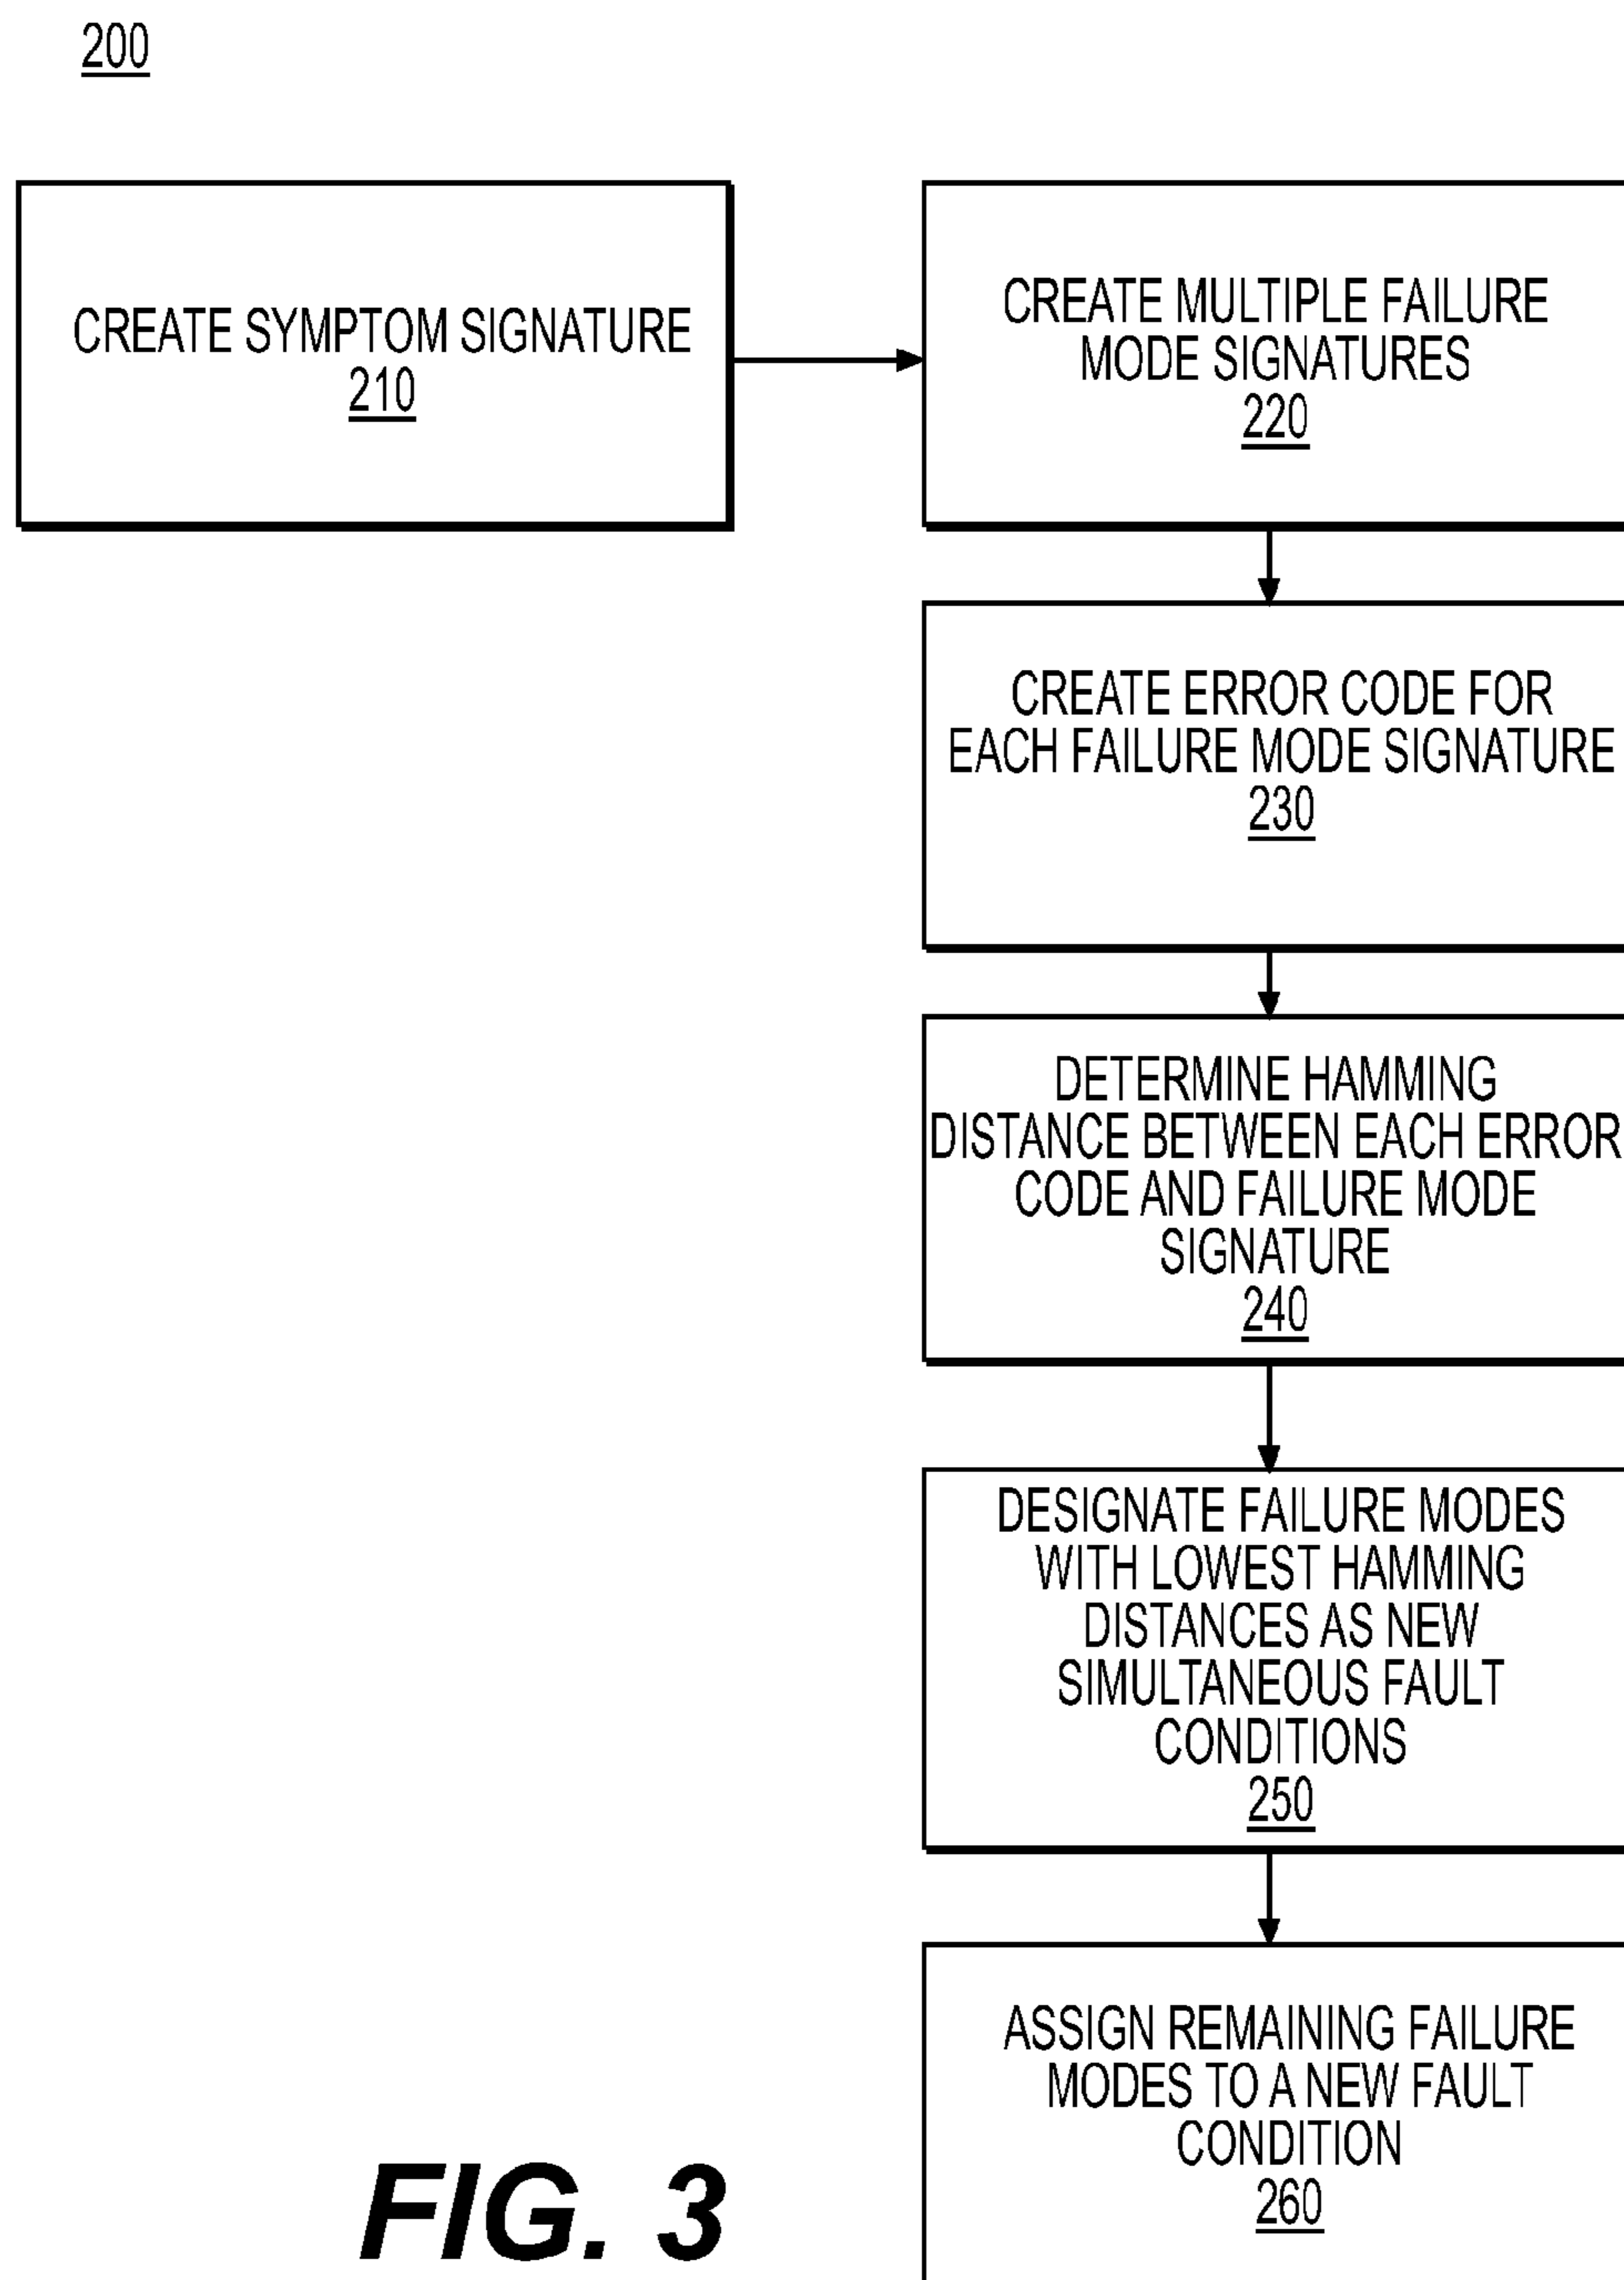 200
CREATE SYMPTOM SIGNATURE
210
CREATE MULTIPLE FAILURE
MODE SIGNATURES
220
CREATE ERROR CODE FOR
EACH FAILURE MODE SIGNATURE
230
DETERMINE HAMMING
DISTANCE BETWEEN EACH ERROR
CODE AND FAILURE MODE
SIGNATURE
240
DESIGNATE FAILURE MODES
WITH LOWEST HAMMING
DISTANCES AS NEW
SIMULTANEOUS FAULT
CONDITIONS
250
ASSIGN REMAINING FAILURE
MODES TO A NEW FAULT
CONDITION
260
FIG. 3